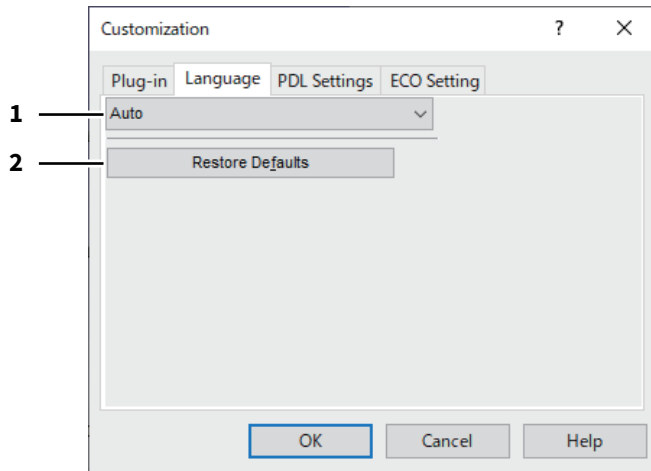 Customization ? ×
Plug-in Language PDL Settings ECO Setting
1 Auto
2 Restore Defaults
OK Cancel Help